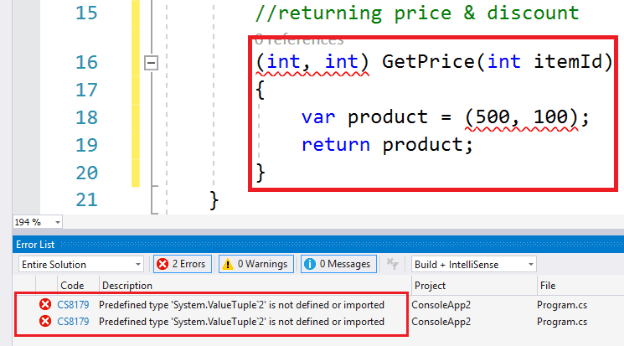 15 //returning price & discount
0 references
16 (int, int) GetPrice(int itemId)
17 {
18 var product = (500, 100);
19 return product;
20 }
21 }
194 %
Error List
Entire Solution 2 Errors 0 Warnings 0 Messages Build + IntelliSense
Code Description Project File
CS8179 Predefined type 'System.ValueTuple`2' is not defined or imported ConsoleApp2 Program.cs
CS8179 Predefined type 'System.ValueTuple`2' is not defined or imported ConsoleApp2 Program.cs